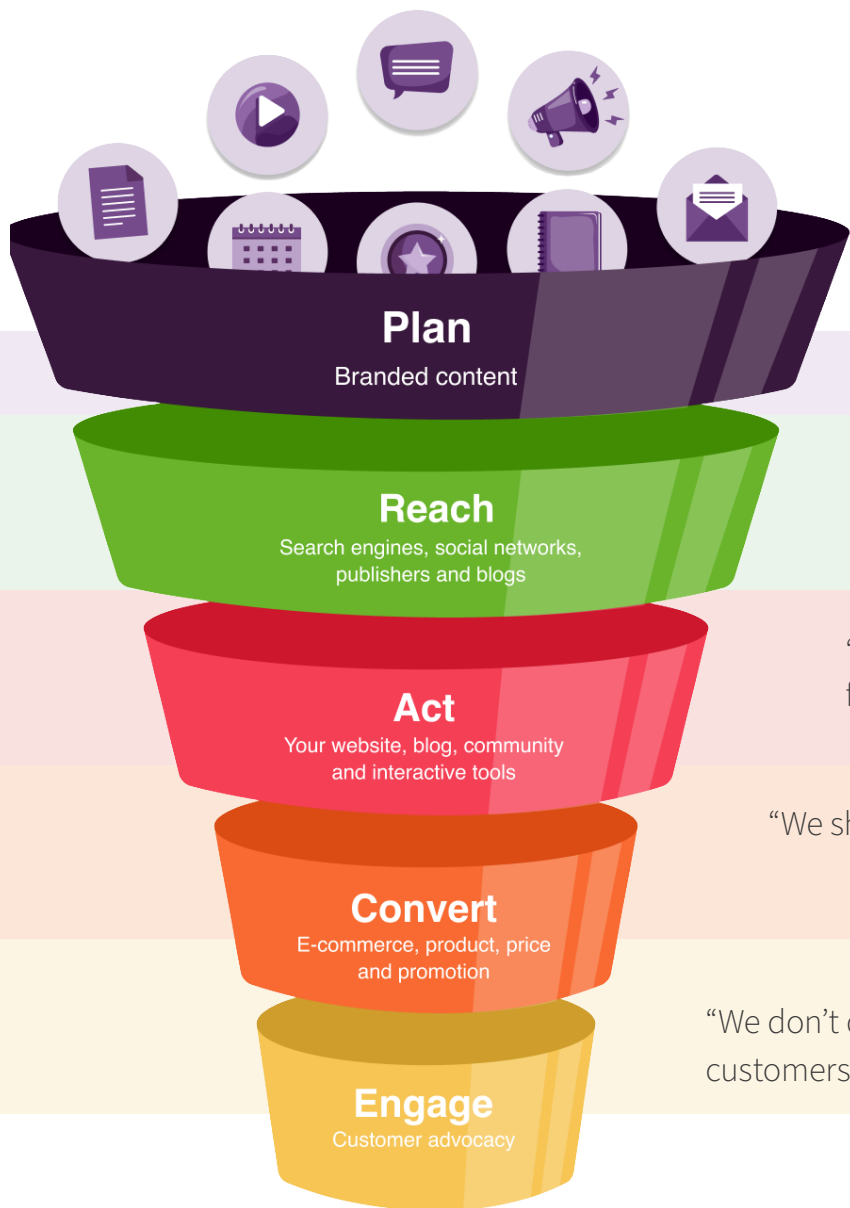 Plan
Branded content
Reach
Search engines, social networks,
publishers and blogs
Act
Your website, blog, community
and interactive tools
“We sh
Convert
E-commerce, product, price
and promotion
“We don’t
customers
Engage
Customer advocacy